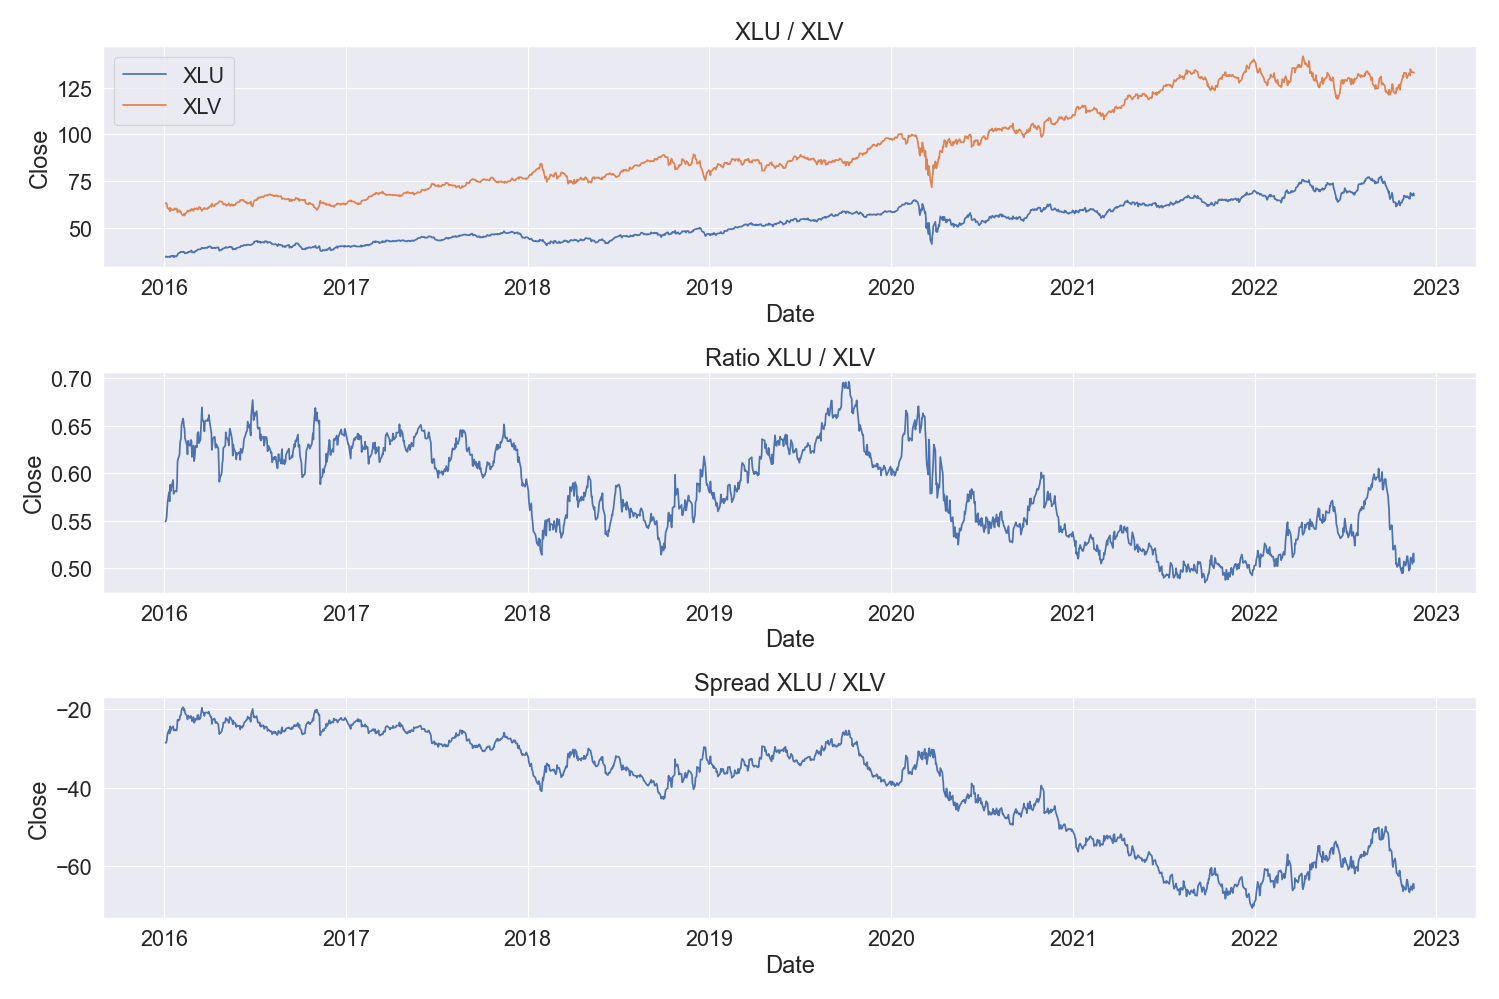 XLU / XLV
XLU
XLV
Close
125
100
75
50
2016 2017 2018 2019 2020 2021 2022 2023
Date
Ratio XLU / XLV
Close
0.70
0.65
0.60
0.55
0.50
2016 2017 2018 2019 2020 2021 2022 2023
Date
Spread XLU / XLV
Close
−20
−40
−60
2016 2017 2018 2019 2020 2021 2022 2023
Date